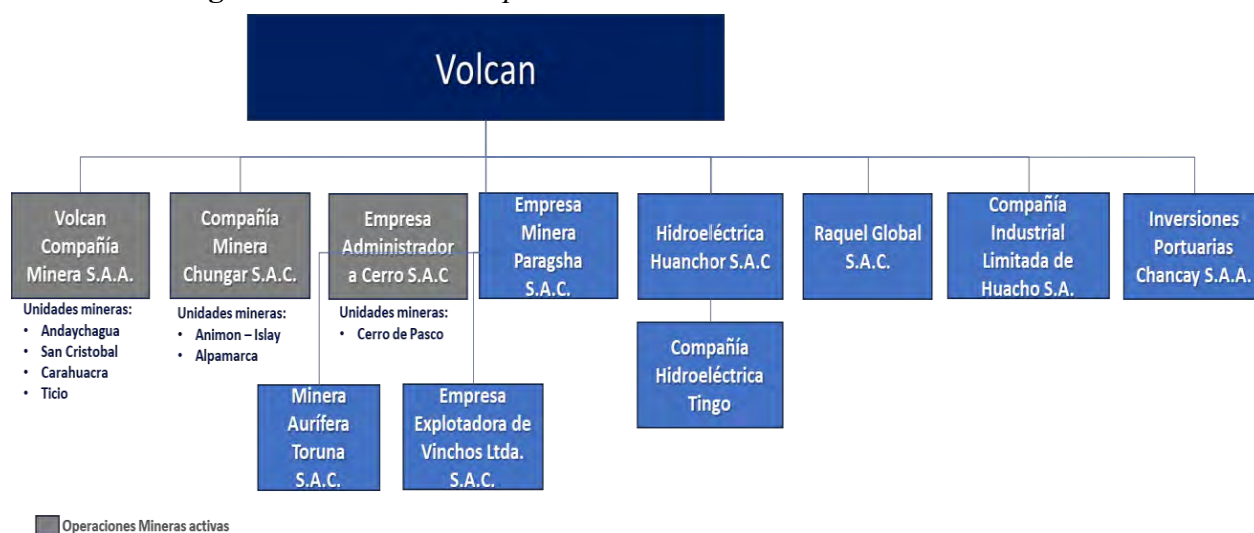 Volcan
Volcan
Compañía
Minera S.A.A.
Compañía
Minera
Chungar S.A.C.
Empresa
Administrador
a Cerro S.A.C
Empresa
Minera
Paragsha
S.A.C.
Hidroeléctrica
Huanchor S.A.C
Raquel Global
S.A.C.
Compañía
Industrial
Limitada de
Huacho S.A.
Inversiones
Portuarias
Chancay S.A.A.
Unidades mineras:
• Andaychagua
• San Cristobal
• Carahuacra
• Ticio
Unidades mineras:
• Animon – Islay
• Alpamarca
Unidades mineras:
• Cerro de Pasco
Compañía
Hidroeléctrica
Tingo
Minera
Aurífera
Toruna
S.A.C.
Empresa
Explotadora de
Vinchos Ltda.
S.A.C.
Operaciones Mineras activas